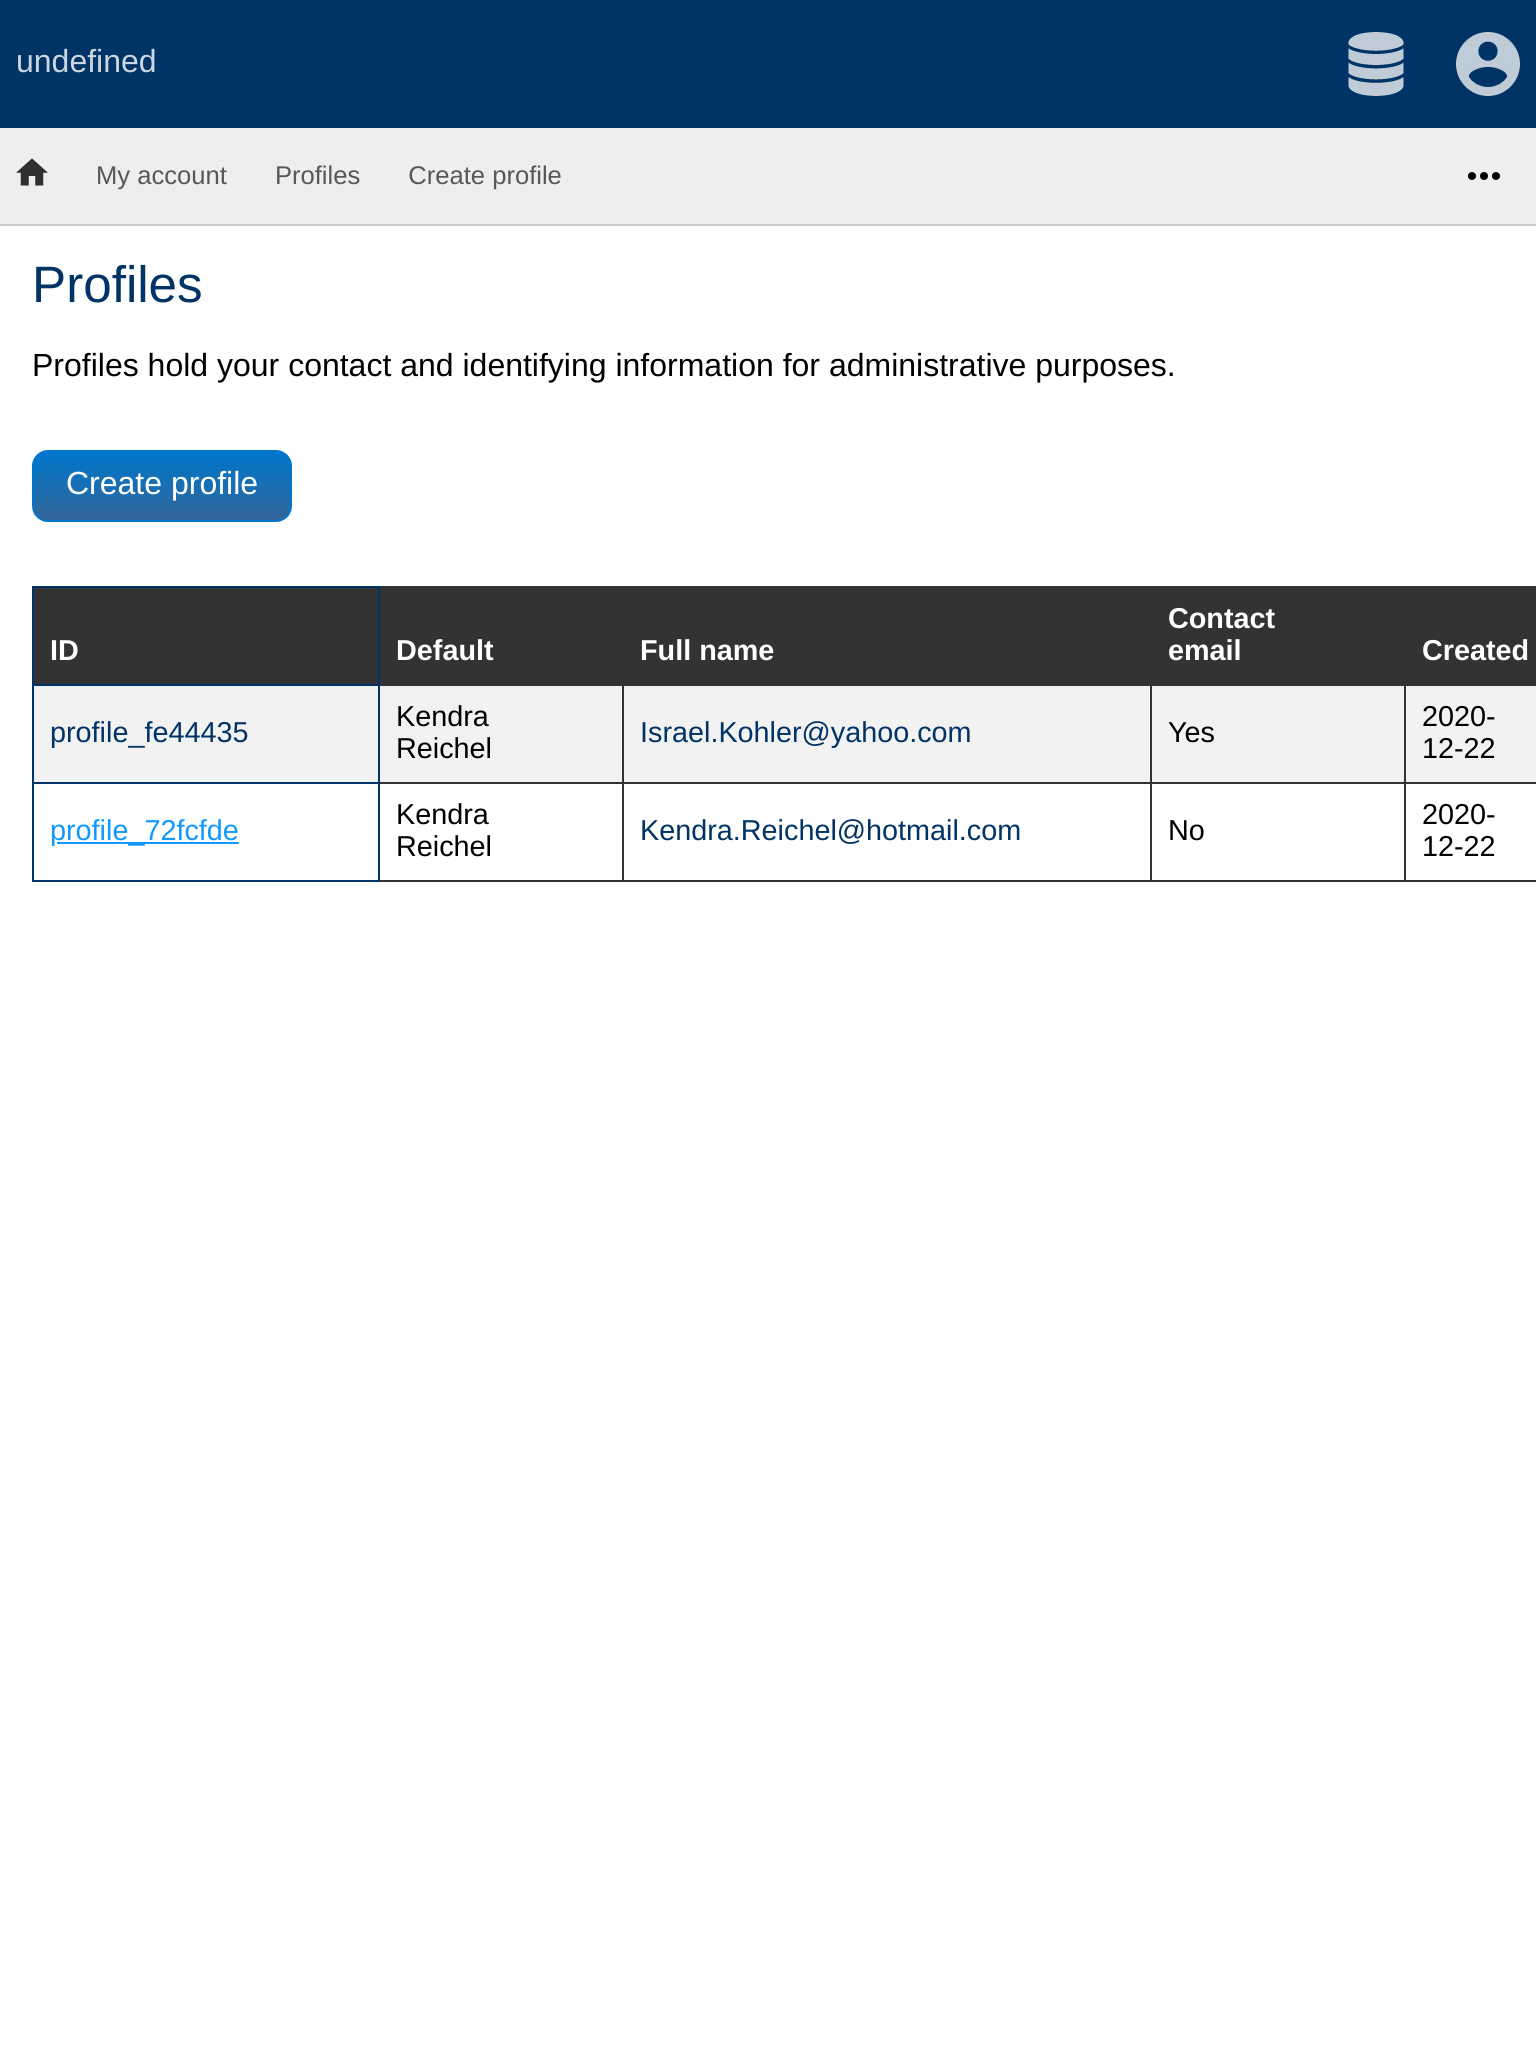 undefined
My account Profiles Create profile
Profiles
Profiles hold your contact and identifying information for administrative purposes.
Create profile
ID Default Full name Contact email Created
profile_fe44435 Kendra Reichel Israel.Kohler@yahoo.com Yes 2020-12-22
profile_72fcfde Kendra Reichel Kendra.Reichel@hotmail.com No 2020-12-22